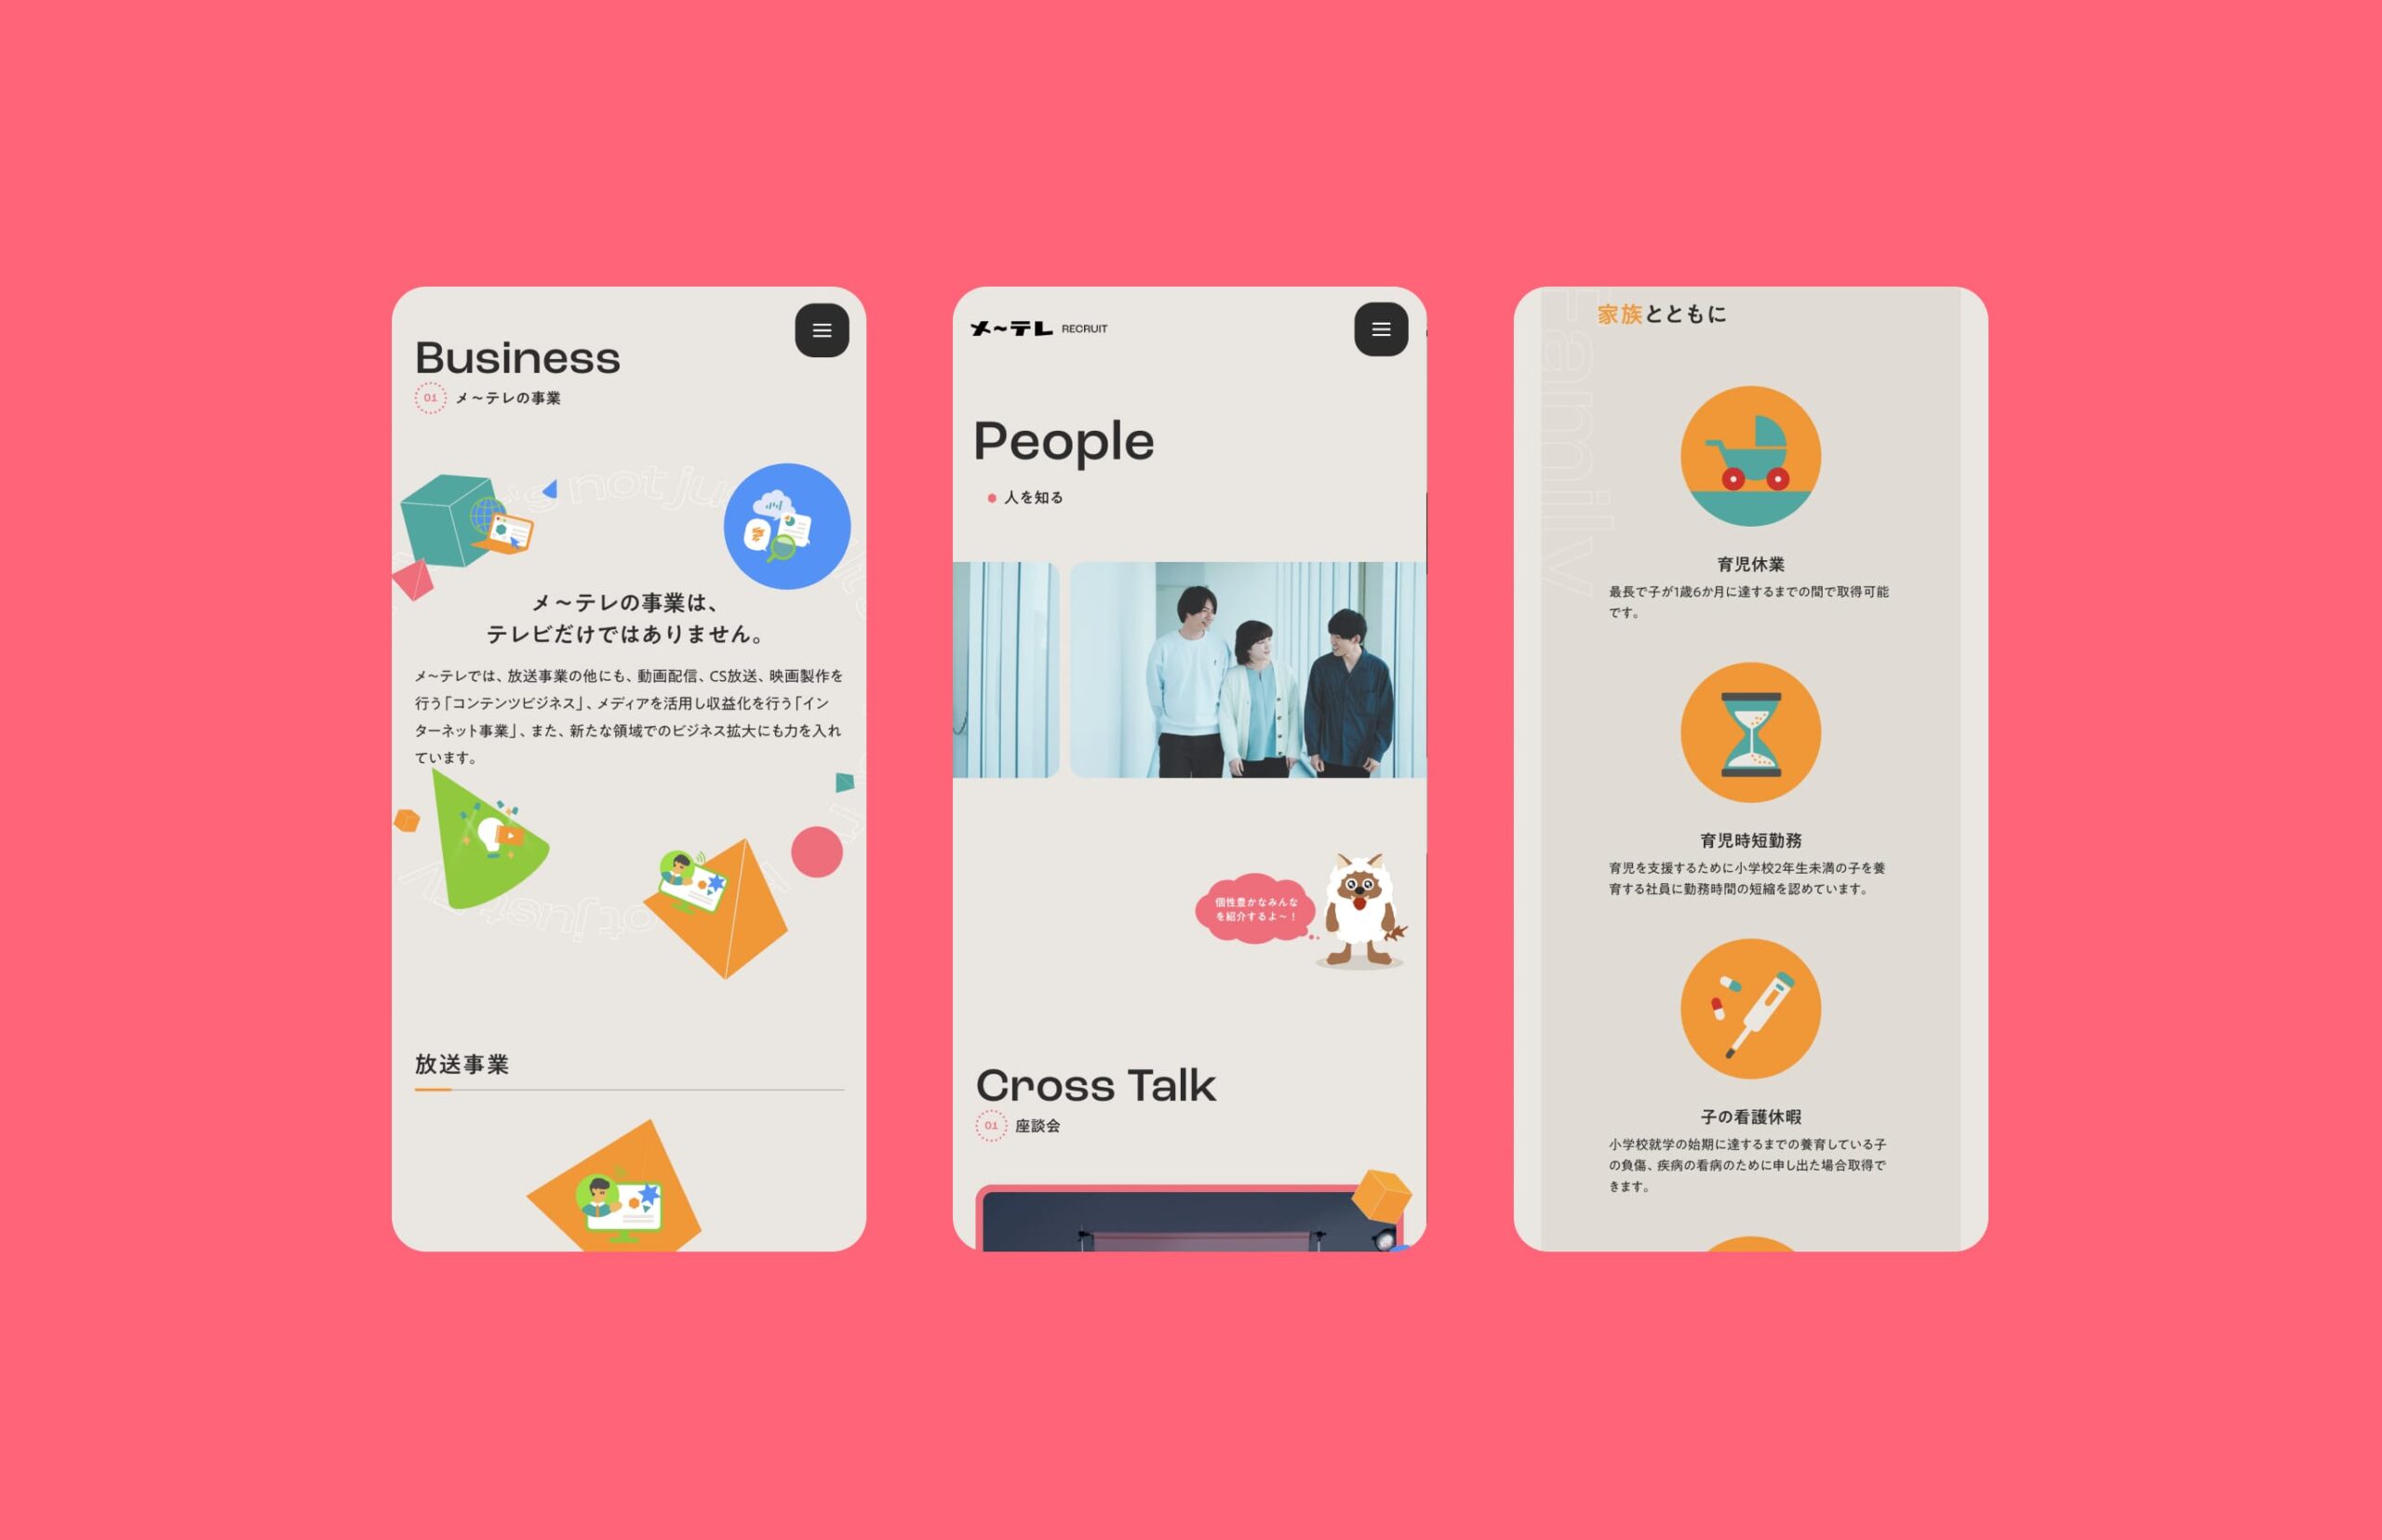 Business
01 メ〜テレの事業
's not ju
メ〜テレの事業は、
テレビだけではありません。
メ〜テレでは、放送事業の他にも、動画配信、CS放送、映画製作を
行う「コンテンツビジネス」、メディアを活用し収益化を行う「イン
ターネット事業」、また、新たな領域でのビジネス拡大にも力を入れ
ています。
ot just
放送事業
メ〜テレ RECRUIT
People
人を知る
個性豊かなみんな
を紹介するよ〜！
Cross Talk
01 座談会
Family
家族とともに
育児休業
最長で子が1歳6か月に達するまでの間で取得可能
です。
育児時短勤務
育児を支援するために小学校2年生未満の子を養
育する社員に勤務時間の短縮を認めています。
子の看護休暇
小学校就学の始期に達するまでの養育している子
の負傷、疾病の看病のために申し出た場合取得で
きます。